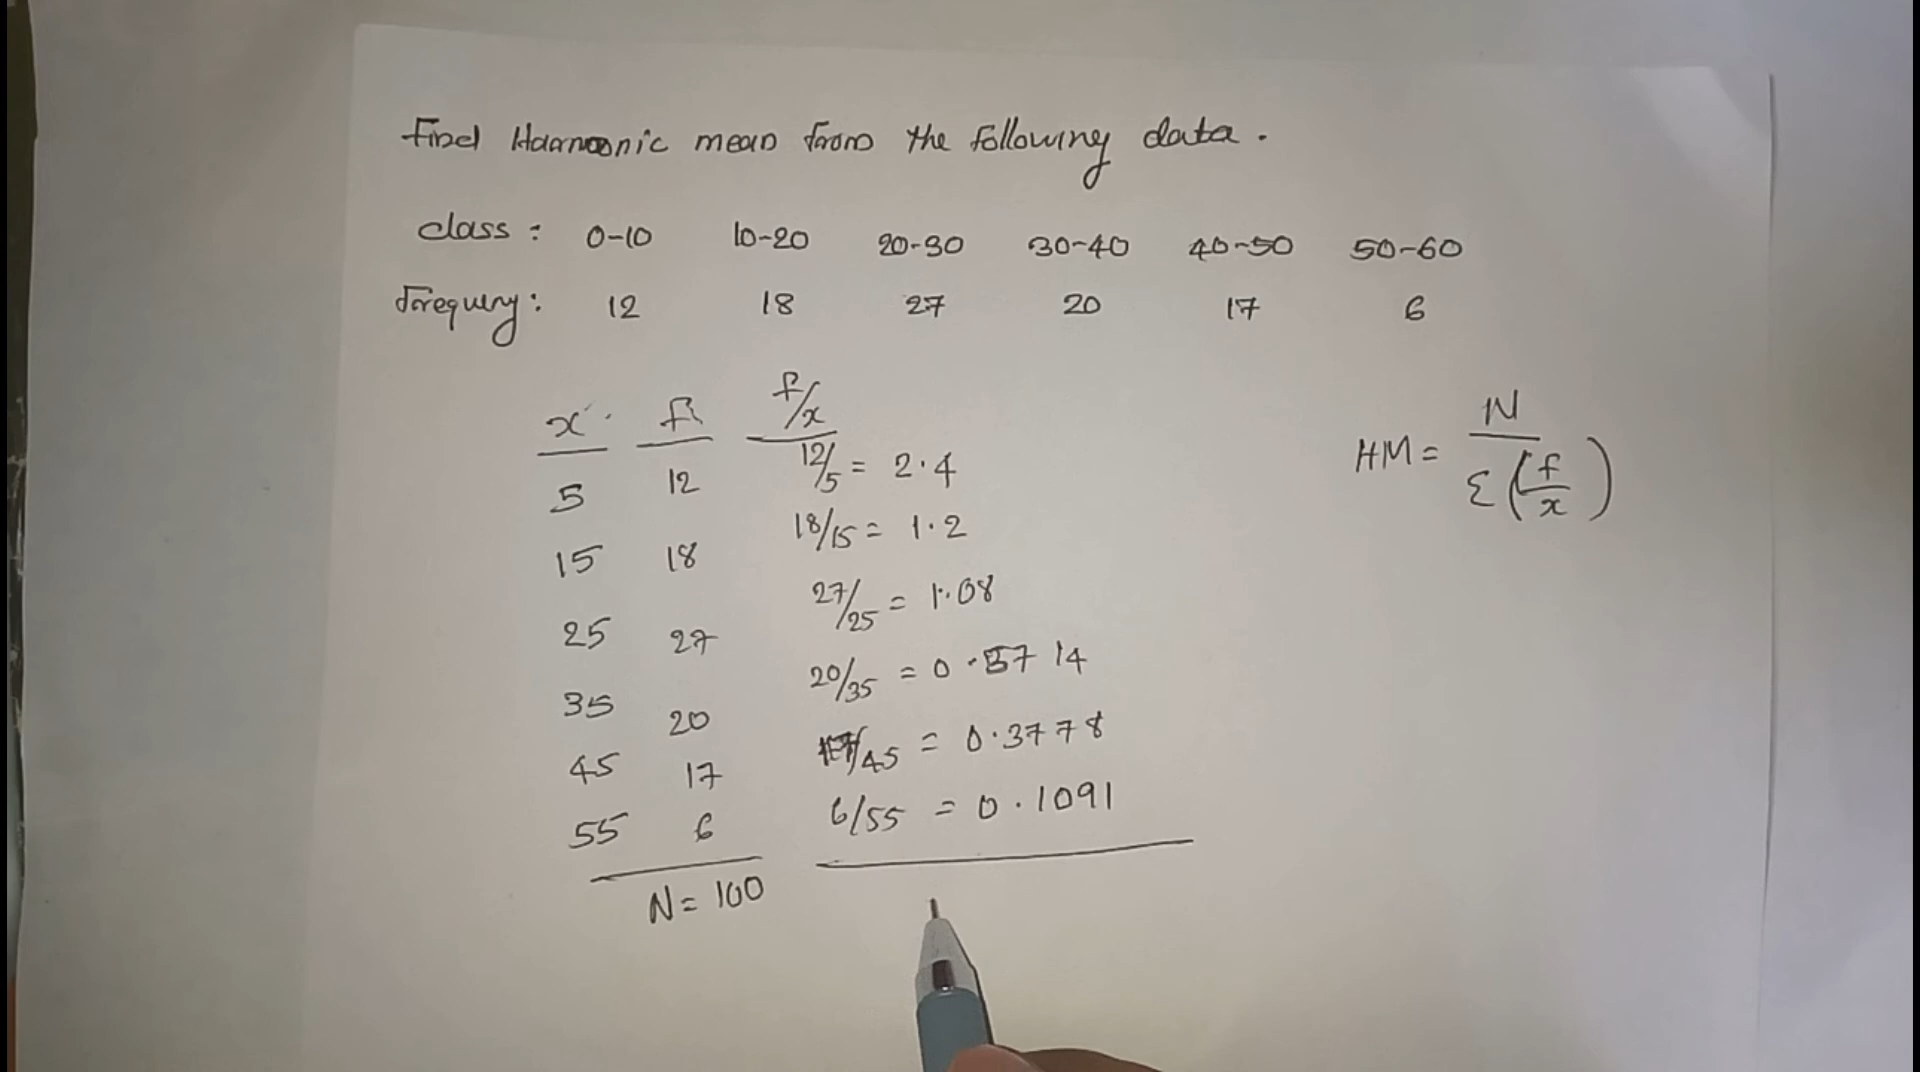 Find Harmonic mean from the following data.
class: 0-10 10-20 20-30 30-40 40-50 50-60
frequency: 12 18 27 20 17 6
x f f/x
5 12 12/5 = 2.4
15 18 18/15 = 1.2
25 27 27/25 = 1.08
35 20 20/35 = 0.5714
45 17 17/45 = 0.3778
55 6 6/55 = 0.1091
N = 100
HM = N / Σ(f/x)